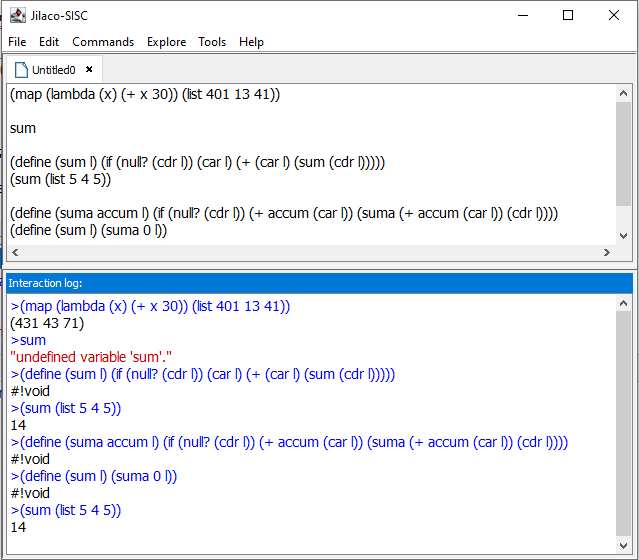 Jilaco-SISC
File Edit Commands Explore Tools Help
Untitled0
(map (lambda (x) (+ x 30)) (list 401 13 41))
sum
(define (sum l) (if (null? (cdr l)) (car l) (+ (car l) (sum (cdr l)))))
(sum (list 5 4 5))
(define (suma accum l) (if (null? (cdr l)) (+ accum (car l)) (suma (+ accum (car l)) (cdr l))))
(define (sum l) (suma 0 l))
Interaction log:
>(map (lambda (x) (+ x 30)) (list 401 13 41))
(431 43 71)
>sum
"undefined variable 'sum'."
>(define (sum l) (if (null? (cdr l)) (car l) (+ (car l) (sum (cdr l)))))
#!void
>(sum (list 5 4 5))
14
>(define (suma accum l) (if (null? (cdr l)) (+ accum (car l)) (suma (+ accum (car l)) (cdr l))))
#!void
>(define (sum l) (suma 0 l))
#!void
>(sum (list 5 4 5))
14